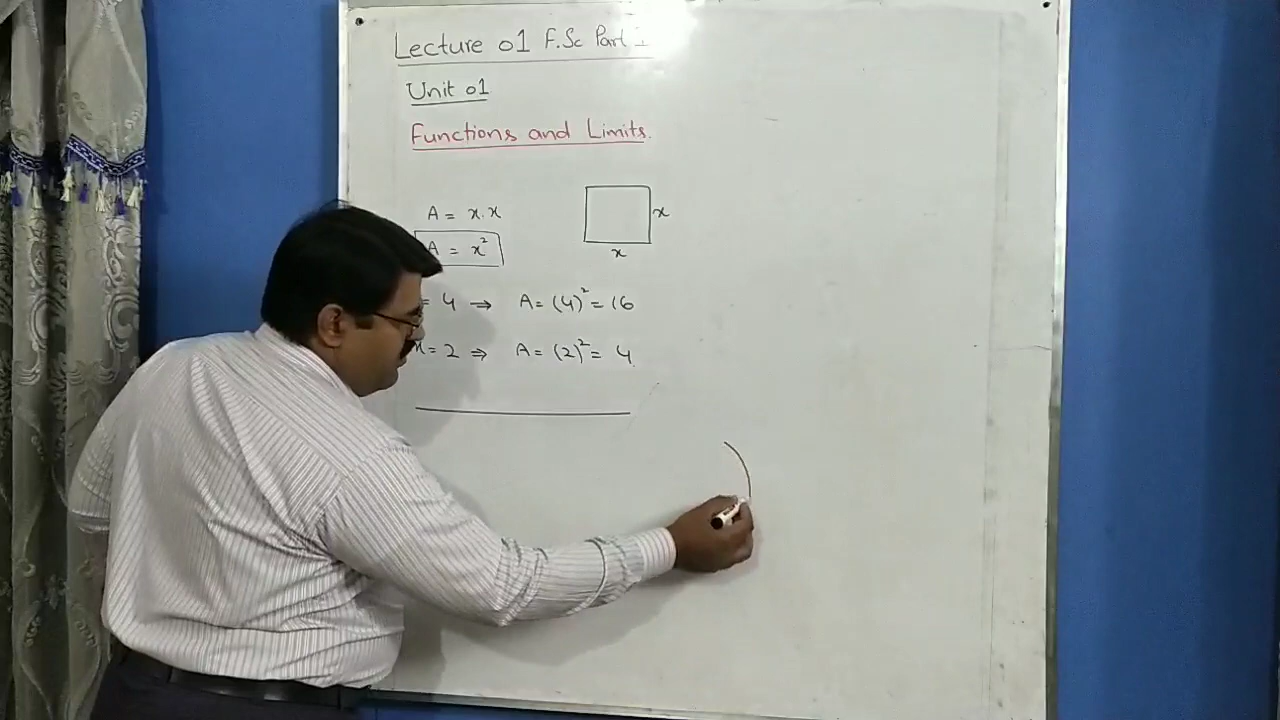 Lecture 01 F.Sc Part I
Unit 01
Functions and Limits.
A = x.x
A = x²
x
x
= 4 ⇒ A = (4)² = 16
x = 2 ⇒ A = (2)² = 4